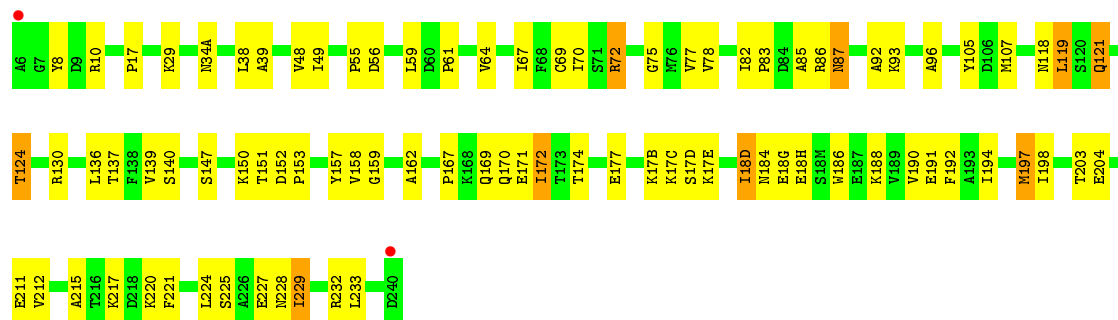 A6 G7 Y8 D9 R10 P17 K29 N34A L38 A39 V48 I49 P55 D56 L59 D60 P61 V64 I67 F68 C69 I70 S71 R72 G75 M76 V77 V78 I82 P83 D84 A85 R86 N87 A92 K93 A96 Y105 D106 M107 N118 L119 S120 Q121
T124 R130 L136 T137 F138 V139 S140 S147 K150 T151 D152 P153 Y157 V158 G159 A162 P167 K168 Q169 Q170 E171 I172 T173 T174 E177 K17B K17C S17D K17E I18D N184 E18G E18H S18M W186 E187 K188 V189 V190 E191 F192 A193 I194 M197 I198 T203 E204
E211 V212 A215 T216 K217 D218 K220 F221 L224 S225 A226 E227 N228 I229 R232 L233 D240